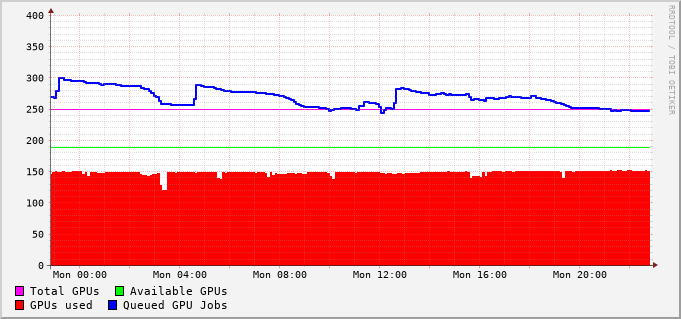 400
350
300
250
200
150
100
50
0
Mon 00:00 Mon 04:00 Mon 08:00 Mon 12:00 Mon 16:00 Mon 20:00
Total GPUs Available GPUs
GPUs used Queued GPU Jobs
RRDTOOL / TOBI OETIKER